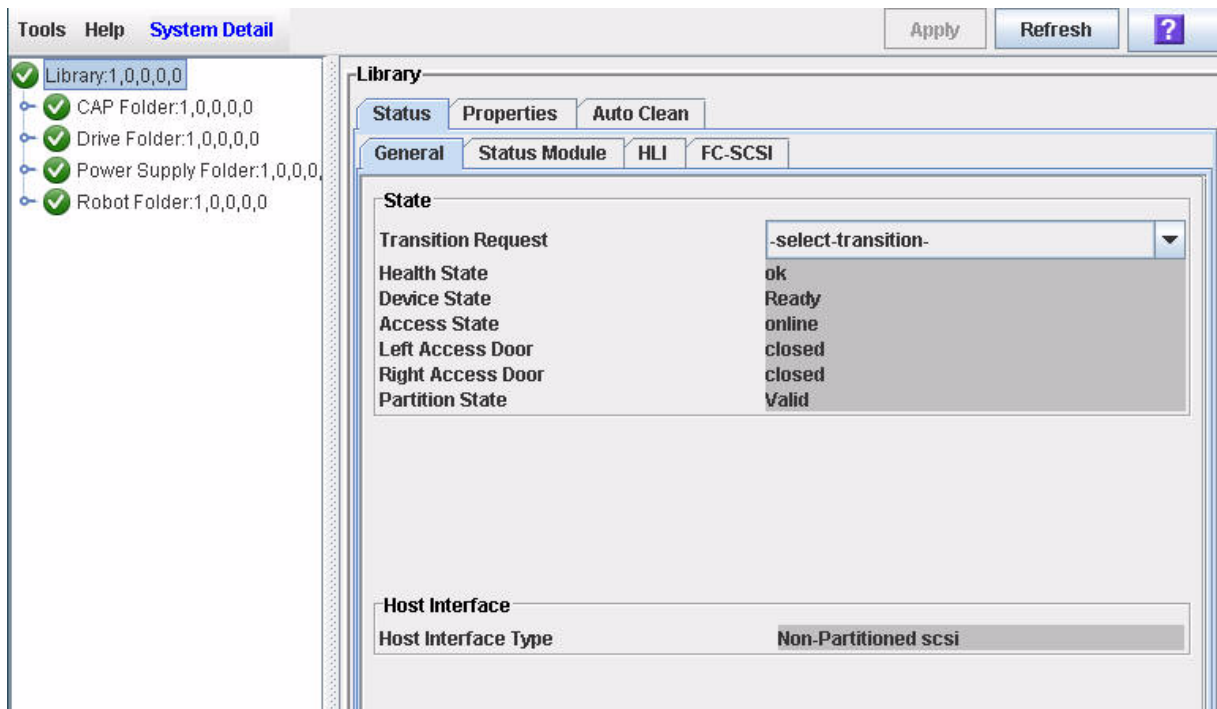 Tools Help System Detail Apply Refresh ?
Library:1,0,0,0,0
CAP Folder:1,0,0,0,0
Drive Folder:1,0,0,0,0
Power Supply Folder:1,0,0,0,
Robot Folder:1,0,0,0,0
Library
Status Properties Auto Clean
General Status Module HLI FC-SCSI
State
Transition Request -select-transition-
Health State ok
Device State Ready
Access State online
Left Access Door closed
Right Access Door closed
Partition State Valid
Host Interface
Host Interface Type Non-Partitioned scsi